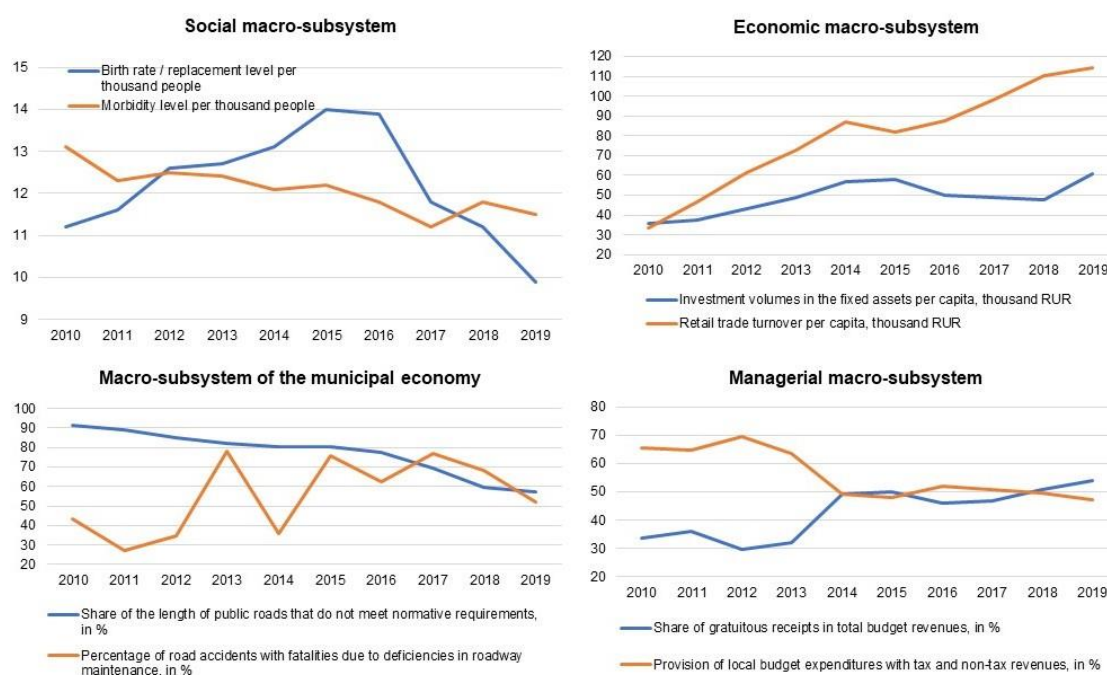 Social macro-subsystem
15
14
13
12
11
10
9
Birth rate / replacement level per
thousand people
Morbidity level per thousand people
2010 2011 2012 2013 2014 2015 2016 2017 2018 2019
Economic macro-subsystem
120
110
100
90
80
70
60
50
40
30
20
2010 2011 2012 2013 2014 2015 2016 2017 2018 2019
Investment volumes in the fixed assets per capita, thousand RUR
Retail trade turnover per capita, thousand RUR
Macro-subsystem of the municipal economy
100
90
80
70
60
50
40
30
20
2010 2011 2012 2013 2014 2015 2016 2017 2018 2019
Share of the length of public roads that do not meet normative requirements,
in %
Percentage of road accidents with fatalities due to deficiencies in roadway
maintenance, in %
Managerial macro-subsystem
80
70
60
50
40
30
20
2010 2011 2012 2013 2014 2015 2016 2017 2018 2019
Share of gratuitous receipts in total budget revenues, in %
Provision of local budget expenditures with tax and non-tax revenues, in %